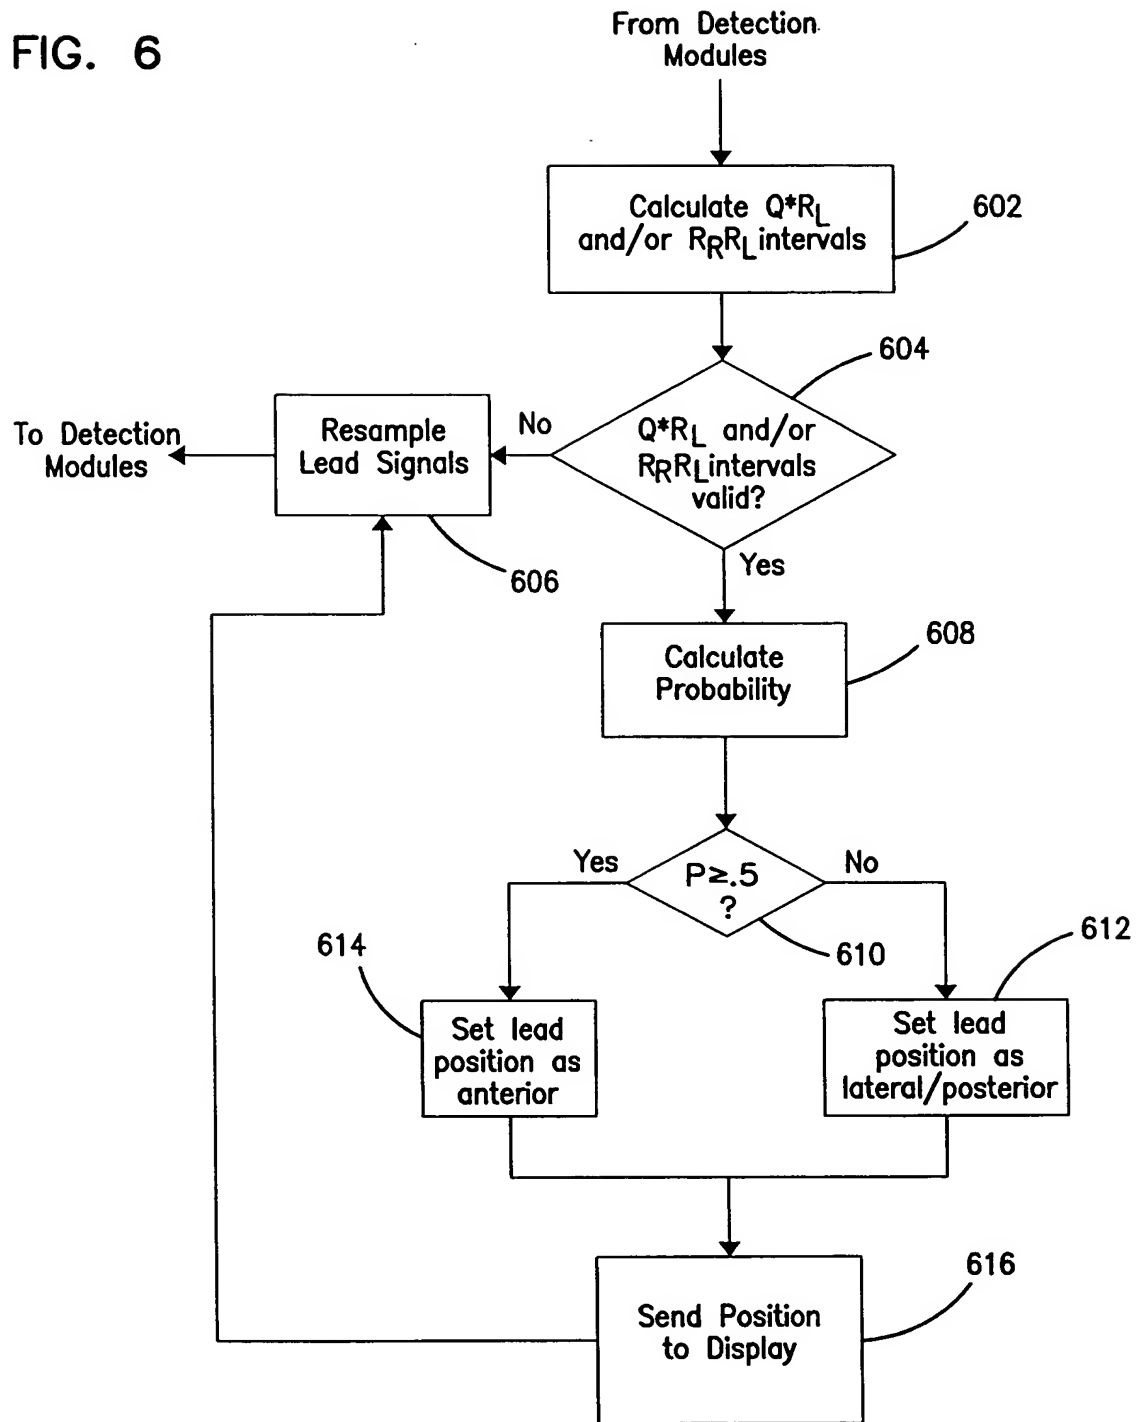 FIG. 6
From Detection
Modules
Calculate Q*RL
and/or RRRL intervals
602
604
Q*RL and/or
RRRL intervals
valid?
No
Resample
Lead Signals
To Detection
Modules
606
Yes
Calculate
Probability
608
P≥.5
?
Yes
No
610
614
612
Set lead
position as
anterior
Set lead
position as
lateral/posterior
616
Send Position
to Display